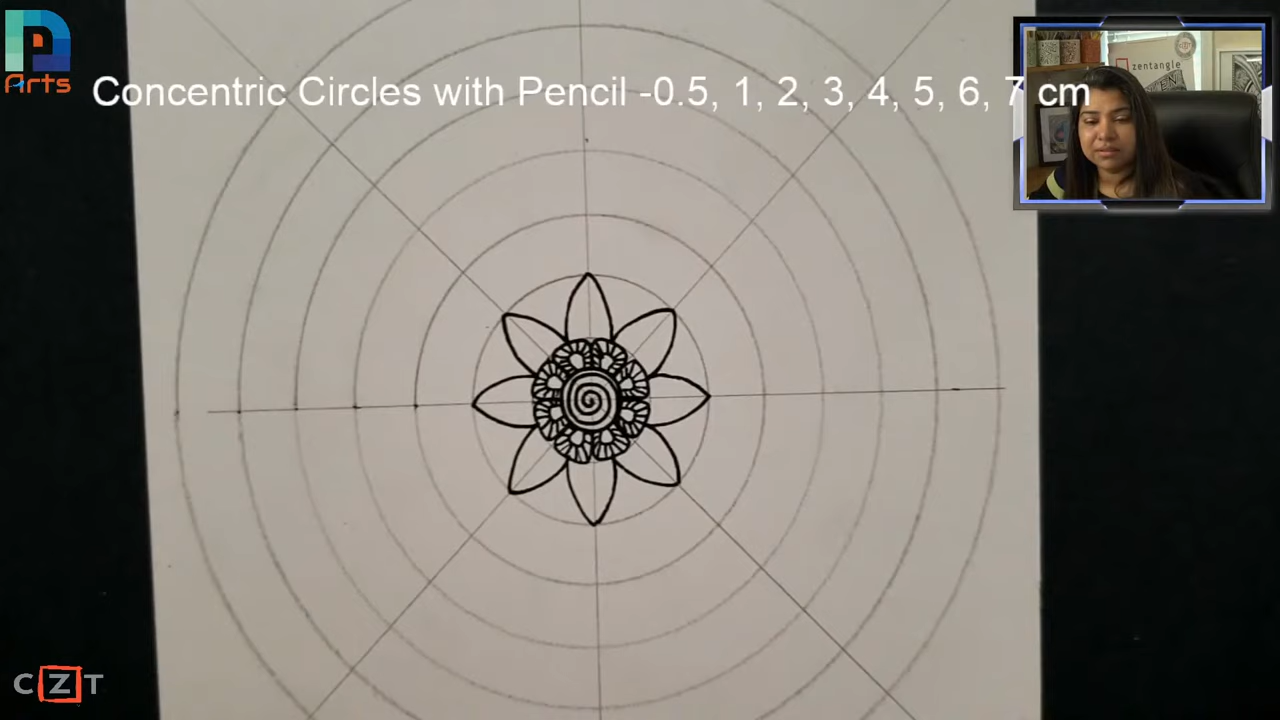 Arts
Concentric Circles with Pencil -0.5, 1, 2, 3, 4, 5, 6, 7 cm
zentangle
CZT